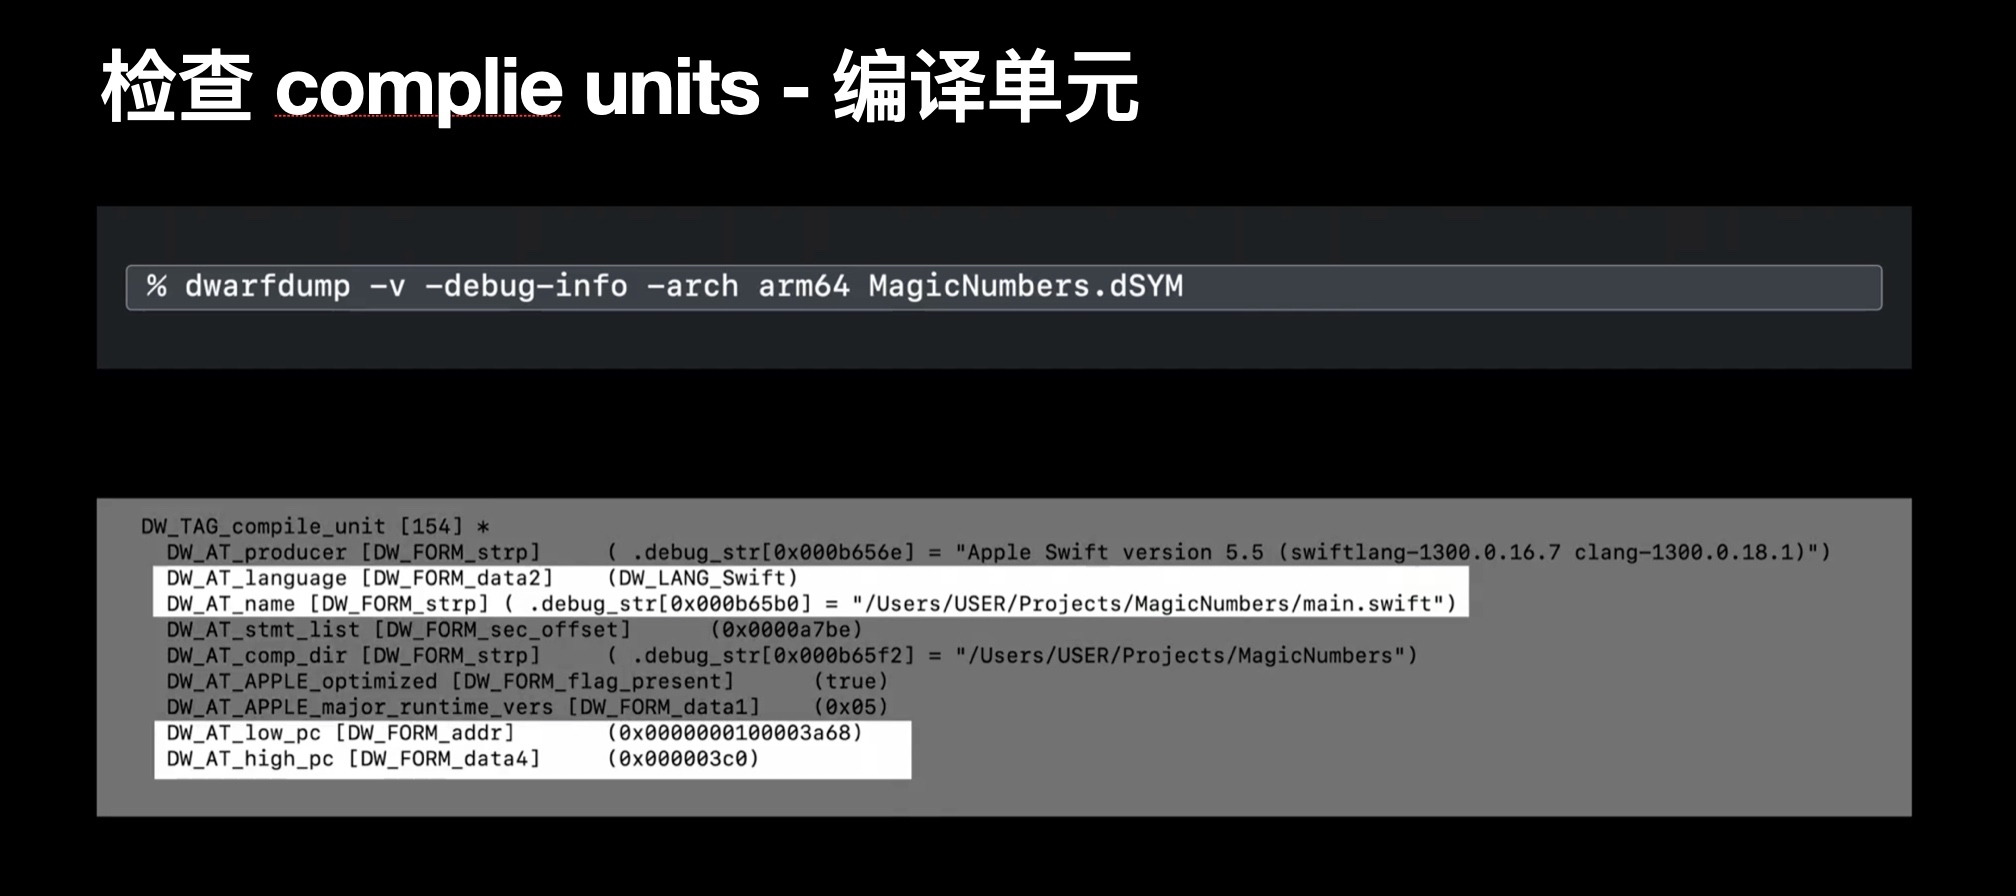 检查 complie units - 编译单元
% dwarfdump -v -debug-info -arch arm64 MagicNumbers.dSYM
DW_TAG_compile_unit [154] *
DW_AT_producer [DW_FORM_strp] ( .debug_str[0x000b656e] = "Apple Swift version 5.5 (swiftlang-1300.0.16.7 clang-1300.0.18.1)")
DW_AT_language [DW_FORM_data2] (DW_LANG_Swift)
DW_AT_name [DW_FORM_strp] ( .debug_str[0x000b65b0] = "/Users/USER/Projects/MagicNumbers/main.swift")
DW_AT_stmt_list [DW_FORM_sec_offset] (0x0000a7be)
DW_AT_comp_dir [DW_FORM_strp] ( .debug_str[0x000b65f2] = "/Users/USER/Projects/MagicNumbers")
DW_AT_APPLE_optimized [DW_FORM_flag_present] (true)
DW_AT_APPLE_major_runtime_vers [DW_FORM_data1] (0x05)
DW_AT_low_pc [DW_FORM_addr] (0x0000000100003a68)
DW_AT_high_pc [DW_FORM_data4] (0x000003c0)